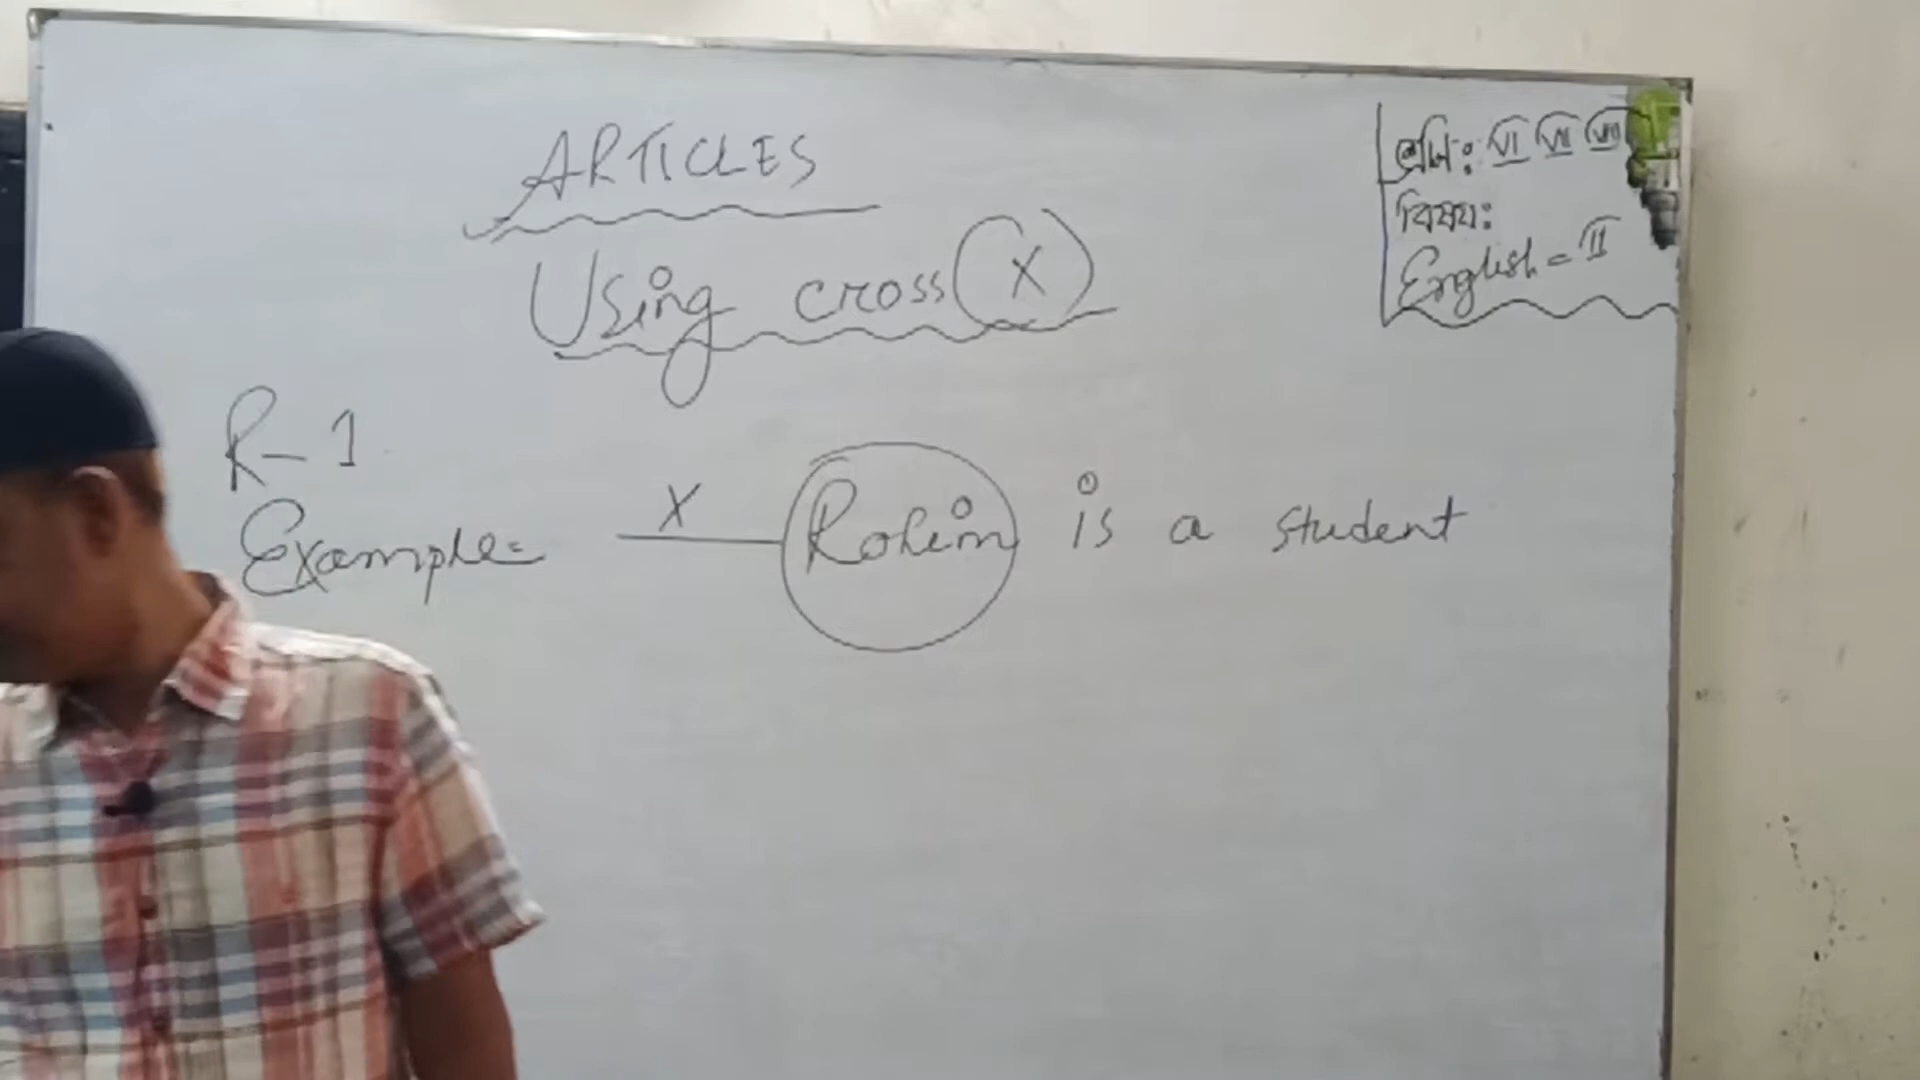 ARTICLES
Using cross (X)
R-1
Example= X Rohim is a student
শ্রেণি: VI VII VIII
বিষয়:
English = II